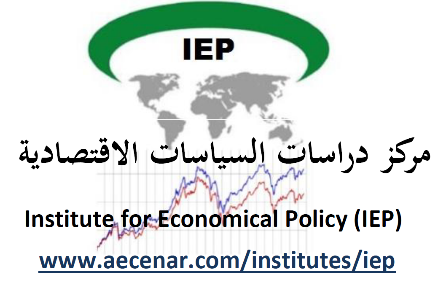 IEP
مركز دراسات السياسات الاقتصادية
Institute for Economical Policy (IEP)
www.aecenar.com/institutes/iep